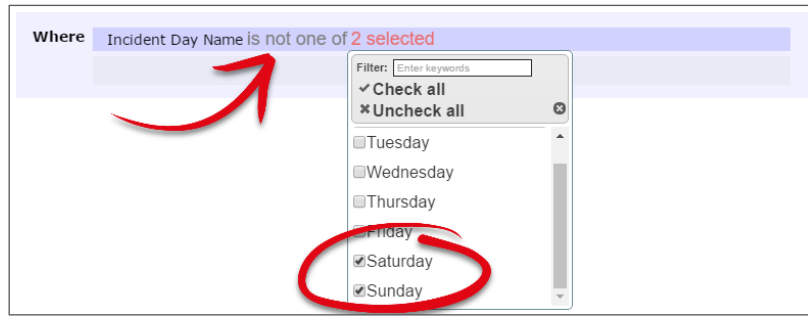 Where Incident Day Name is not one of 2 selected
Filter: Enter keywords
Check all
Uncheck all
Tuesday
Wednesday
Thursday
Friday
Saturday
Sunday